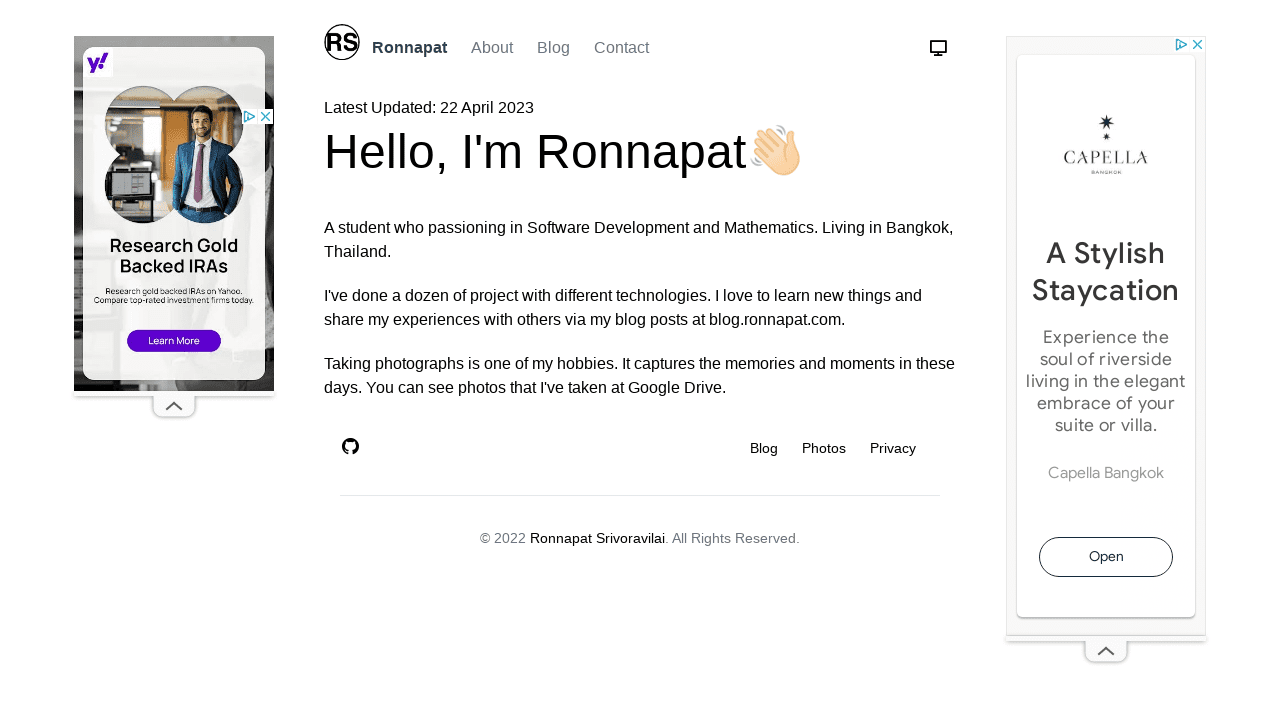 RS
Ronnapat About Blog Contact
Latest Updated: 22 April 2023
Hello, I'm Ronnapat👋🏼
A student who passioning in Software Development and Mathematics. Living in Bangkok,
Thailand.
I've done a dozen of project with different technologies. I love to learn new things and
share my experiences with others via my blog posts at blog.ronnapat.com.
Taking photographs is one of my hobbies. It captures the memories and moments in these
days. You can see photos that I've taken at Google Drive.
Blog Photos Privacy
© 2022 Ronnapat Srivoravilai. All Rights Reserved.
y!
Research Gold
Backed IRAs
Research gold backed IRAs on Yahoo.
Compare top-rated investment firms today.
Learn More
CAPELLA
BANGKOK
A Stylish
Staycation
Experience the
soul of riverside
living in the elegant
embrace of your
suite or villa.
Capella Bangkok
Open